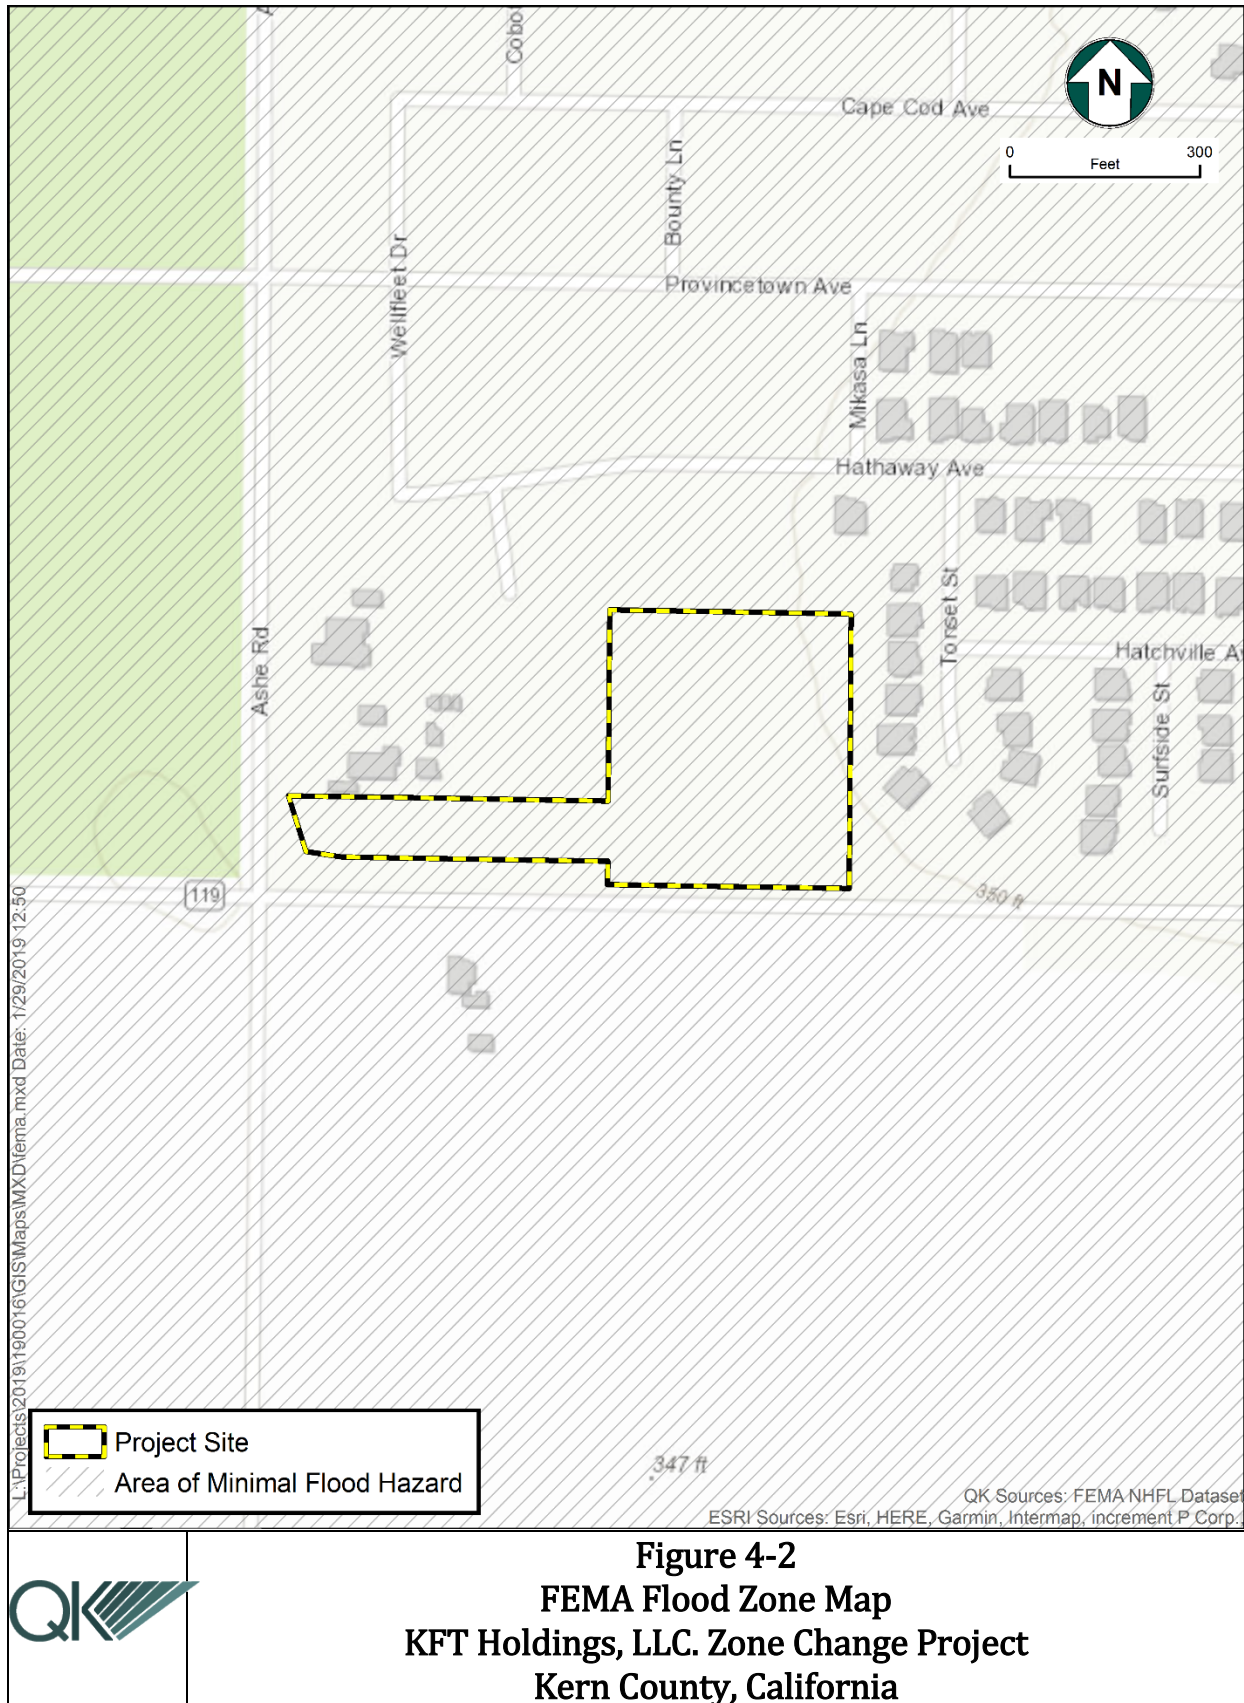 A
Cobo
N
Cape Cod Ave
0 300
Feet
Bounty Ln
Wellfleet Dr
Provincetown Ave
Mikasa Ln
Hathaway Ave
Torset St
Ashe Rd
Hatchville Av
Surfside St
119
350 ft
L:\Projects\2019\190016\GIS\Maps\MXD\fema.mxd Date: 1/29/2019 12:50
347 ft
Project Site
Area of Minimal Flood Hazard
QK Sources: FEMA NHFL Dataset
ESRI Sources: Esri, HERE, Garmin, Intermap, increment P Corp.,
QK
Figure 4-2
FEMA Flood Zone Map
KFT Holdings, LLC. Zone Change Project
Kern County, California